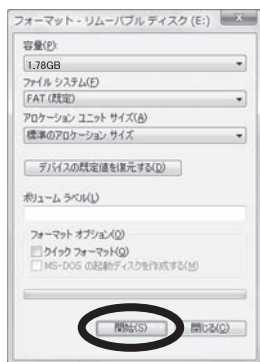 フォーマット - リムーバブル ディスク (E:)
容量(P):
1.78GB
ファイル システム(F)
FAT (既定)
アロケーション ユニット サイズ(A)
標準のアロケーション サイズ
デバイスの既定値を復元する(D)
ボリューム ラベル(L)
フォーマット オプション(O)
クイック フォーマット(Q)
MS-DOS の起動ディスクを作成する(M)
開始(S) 閉じる(C)